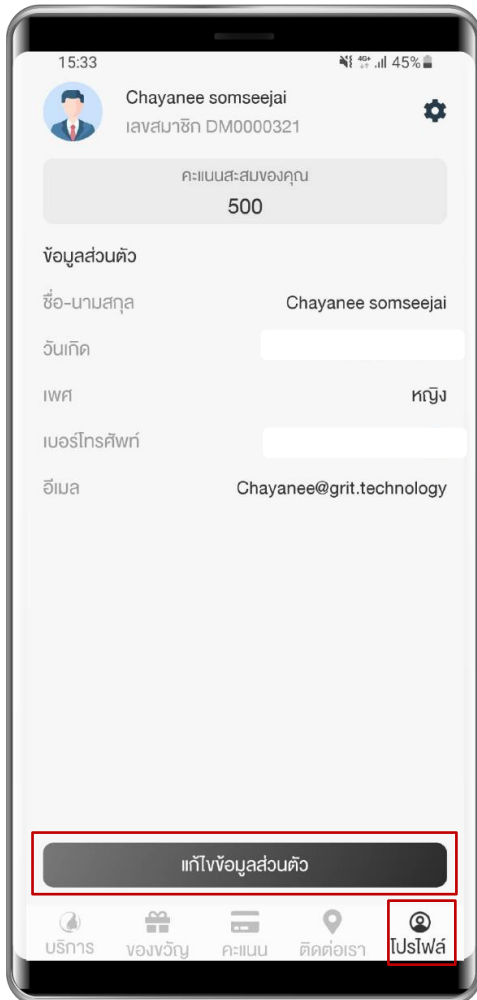 15:33 4G+ 45%
Chayanee somseejai
เลขสมาชิก DM0000321
คะแนนสะสมของคุณ
500
ข้อมูลส่วนตัว
ชื่อ-นามสกุล Chayanee somseejai
วันเกิด
เพศ หญิง
เบอร์โทรศัพท์
อีเมล Chayanee@grit.technology
แก้ไขข้อมูลส่วนตัว
บริการ ของขวัญ คะแนน ติดต่อเรา โปรไฟล์